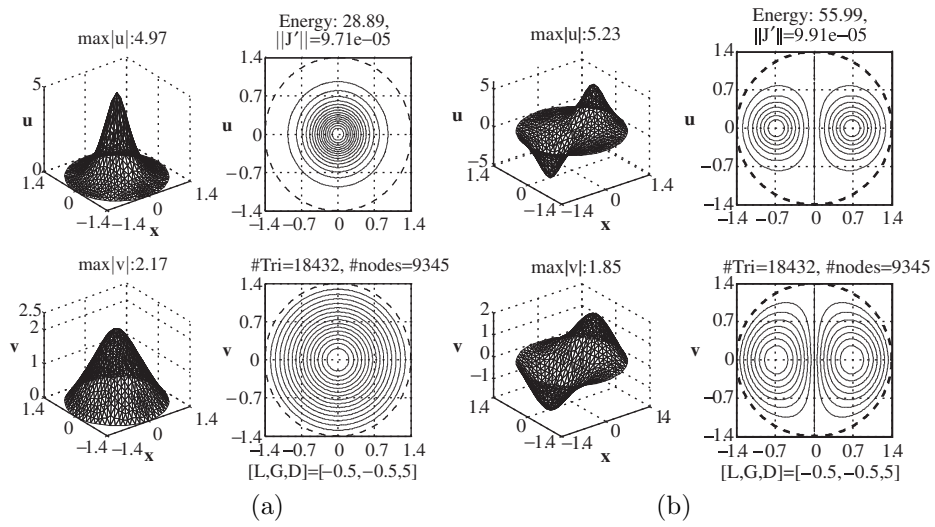 (a)
max|u|:4.97
5
u
0
1.4
0
−1.4
−1.4
0
1.4
x
Energy: 28.89,
||J′||=9.71e−05
1.4
0.7
u
0
−0.7
−1.4
−1.4 −0.7 0 0.7 1.4
max|v|:2.17
2.5
2
v
1
0
1.4
0
−1.4
−1.4
0
1.4
x
#Tri=18432, #nodes=9345
1.4
0.7
v
0
−0.7
−1.4
−1.4 −0.7 0 0.7 1.4
[L,G,D]=[−0.5,−0.5,5]
(b)
max|u|:5.23
5
u
0
−5
1.4
0
−1.4
−1.4
0
1.4
x
Energy: 55.99,
||J′||=9.91e−05
1.4
0.7
u
0
−0.7
−1.4
−1.4 −0.7 0 0.7 1.4
max|v|:1.85
2
1
v
0
−1
1.4
0
−1.4
−1.4
0
14
x
#Tri=18432, #nodes=9345
1.4
0.7
v
0
−0.7
−1.4
−1.4 −0.7 0 0.7 1.4
[L,G,D]=[−0.5,−0.5,5]
(a)
(b)